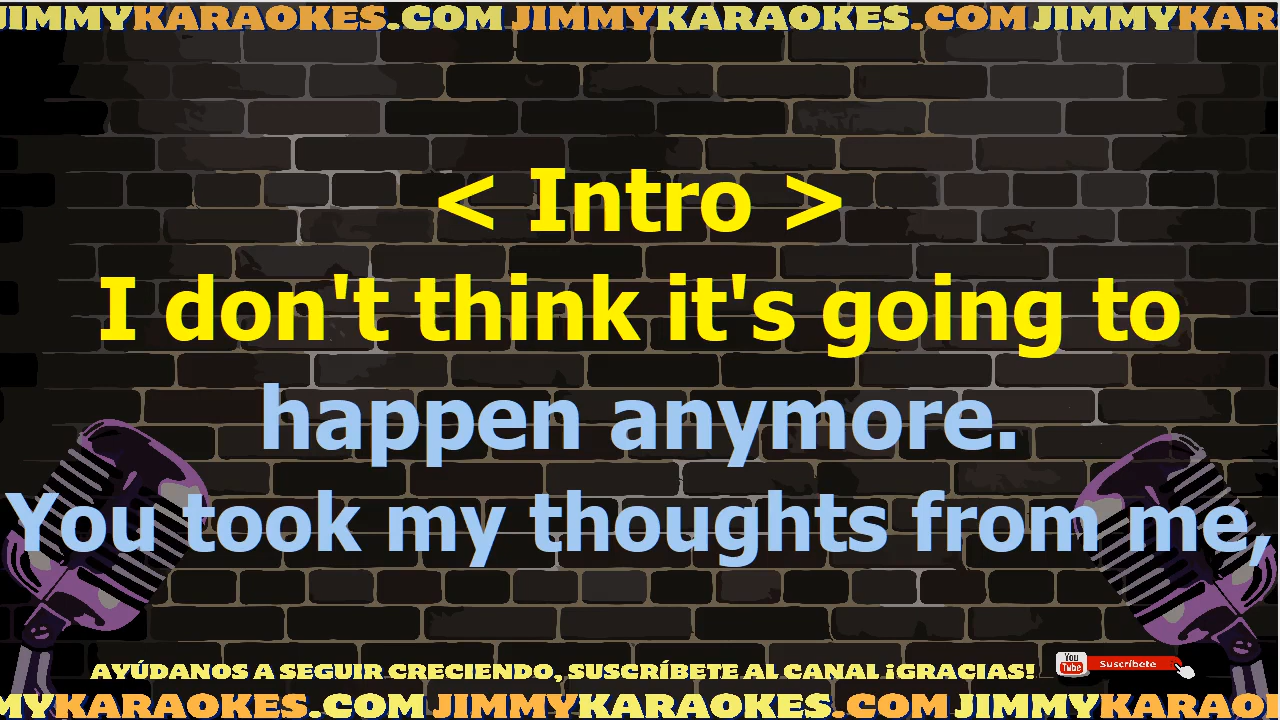 JIMMYKARAOKES.COM JIMMYKARAOKES.COM JIMMYKAR
< Intro >
I don't think it's going to
happen anymore.
You took my thoughts from me,
AYÚDANOS A SEGUIR CRECIENDO, SUSCRÍBETE AL CANAL ¡GRACIAS!
You Tube Suscríbete
MYKARAOKES.COM JIMMYKARAOKES.COM JIMMYKARAO